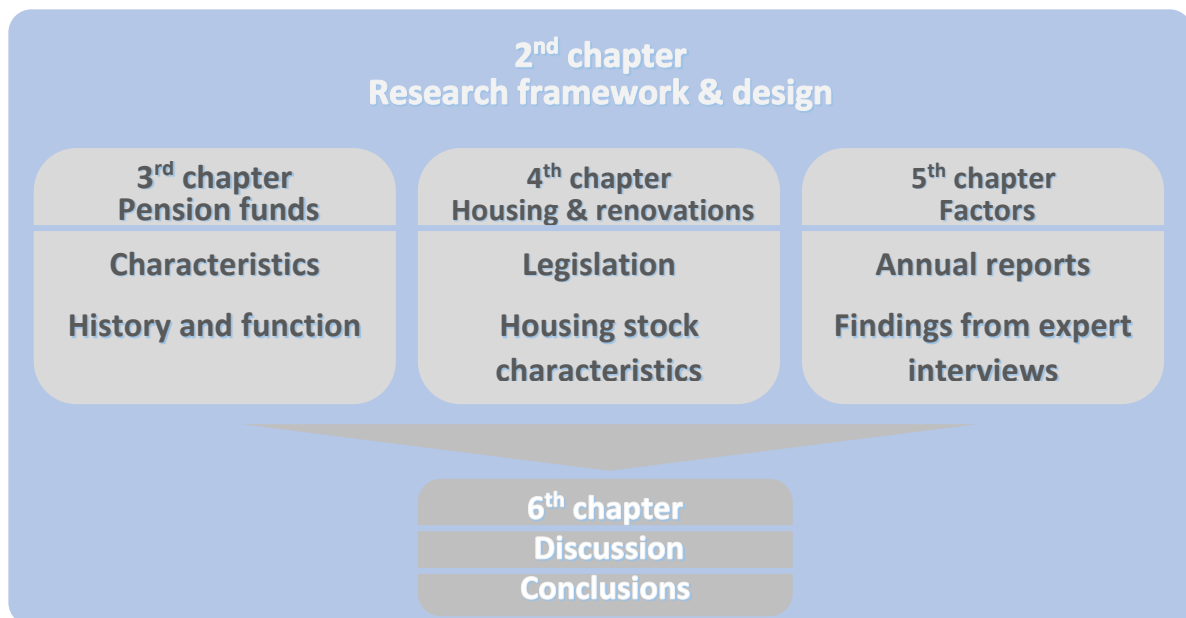 2nd chapter
Research framework & design
3rd chapter
Pension funds
Characteristics
History and function
4th chapter
Housing & renovations
Legislation
Housing stock
characteristics
5th chapter
Factors
Annual reports
Findings from expert
interviews
6th chapter
Discussion
Conclusions